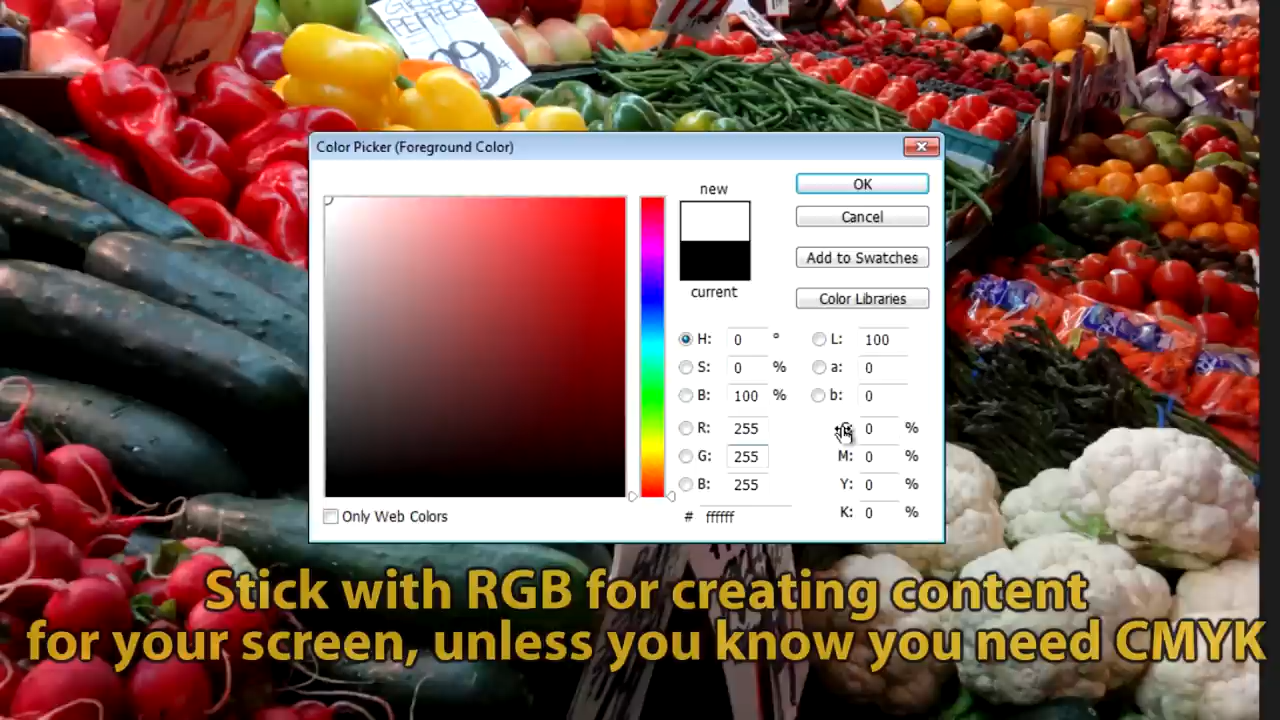 GREEN
PEPPERS
Color Picker (Foreground Color)
new
current
OK
Cancel
Add to Swatches
Color Libraries
H: 0 °
S: 0 %
B: 100 %
R: 255
G: 255
B: 255
# ffffff
L: 100
a: 0
b: 0
0 %
M: 0 %
Y: 0 %
K: 0 %
Only Web Colors
Stick with RGB for creating content
for your screen, unless you know you need CMYK